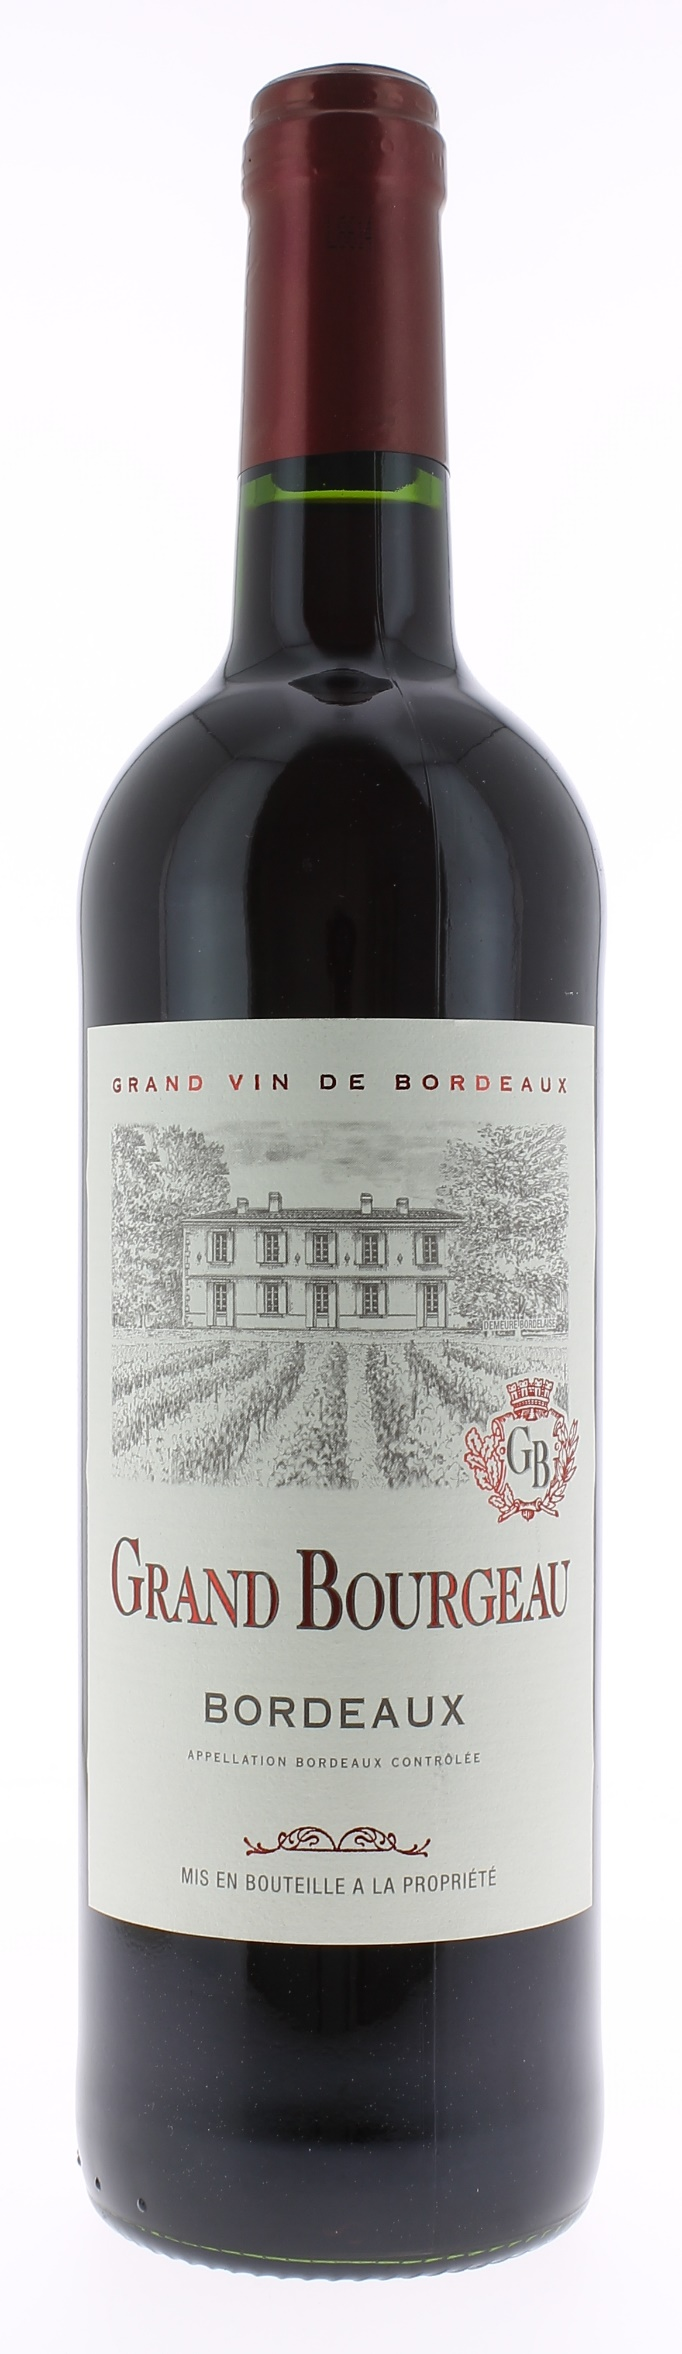 GRAND VIN DE BORDEAUX
DEMEURE BORDELAISE
GB
GRAND BOURGEAU
BORDEAUX
APPELLATION BORDEAUX CONTRÔLÉE
MIS EN BOUTEILLE A LA PROPRIÉTÉ